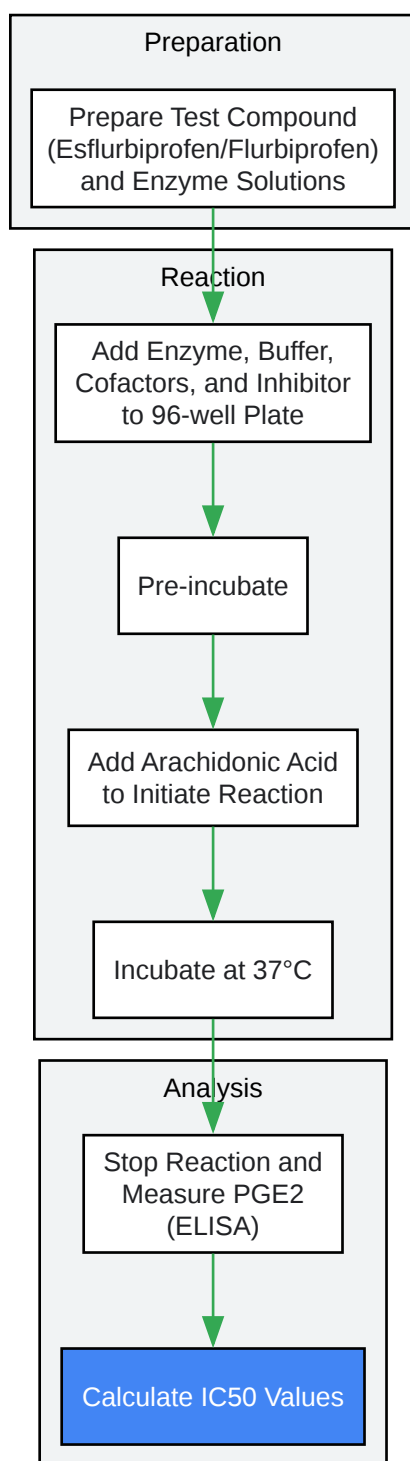 Preparation
Prepare Test Compound
(Esflurbiprofen/Flurbiprofen)
and Enzyme Solutions
Reaction
Add Enzyme, Buffer,
Cofactors, and Inhibitor
to 96-well Plate
Pre-incubate
Add Arachidonic Acid
to Initiate Reaction
Incubate at 37°C
Analysis
Stop Reaction and
Measure PGE2
(ELISA)
Calculate IC50 Values